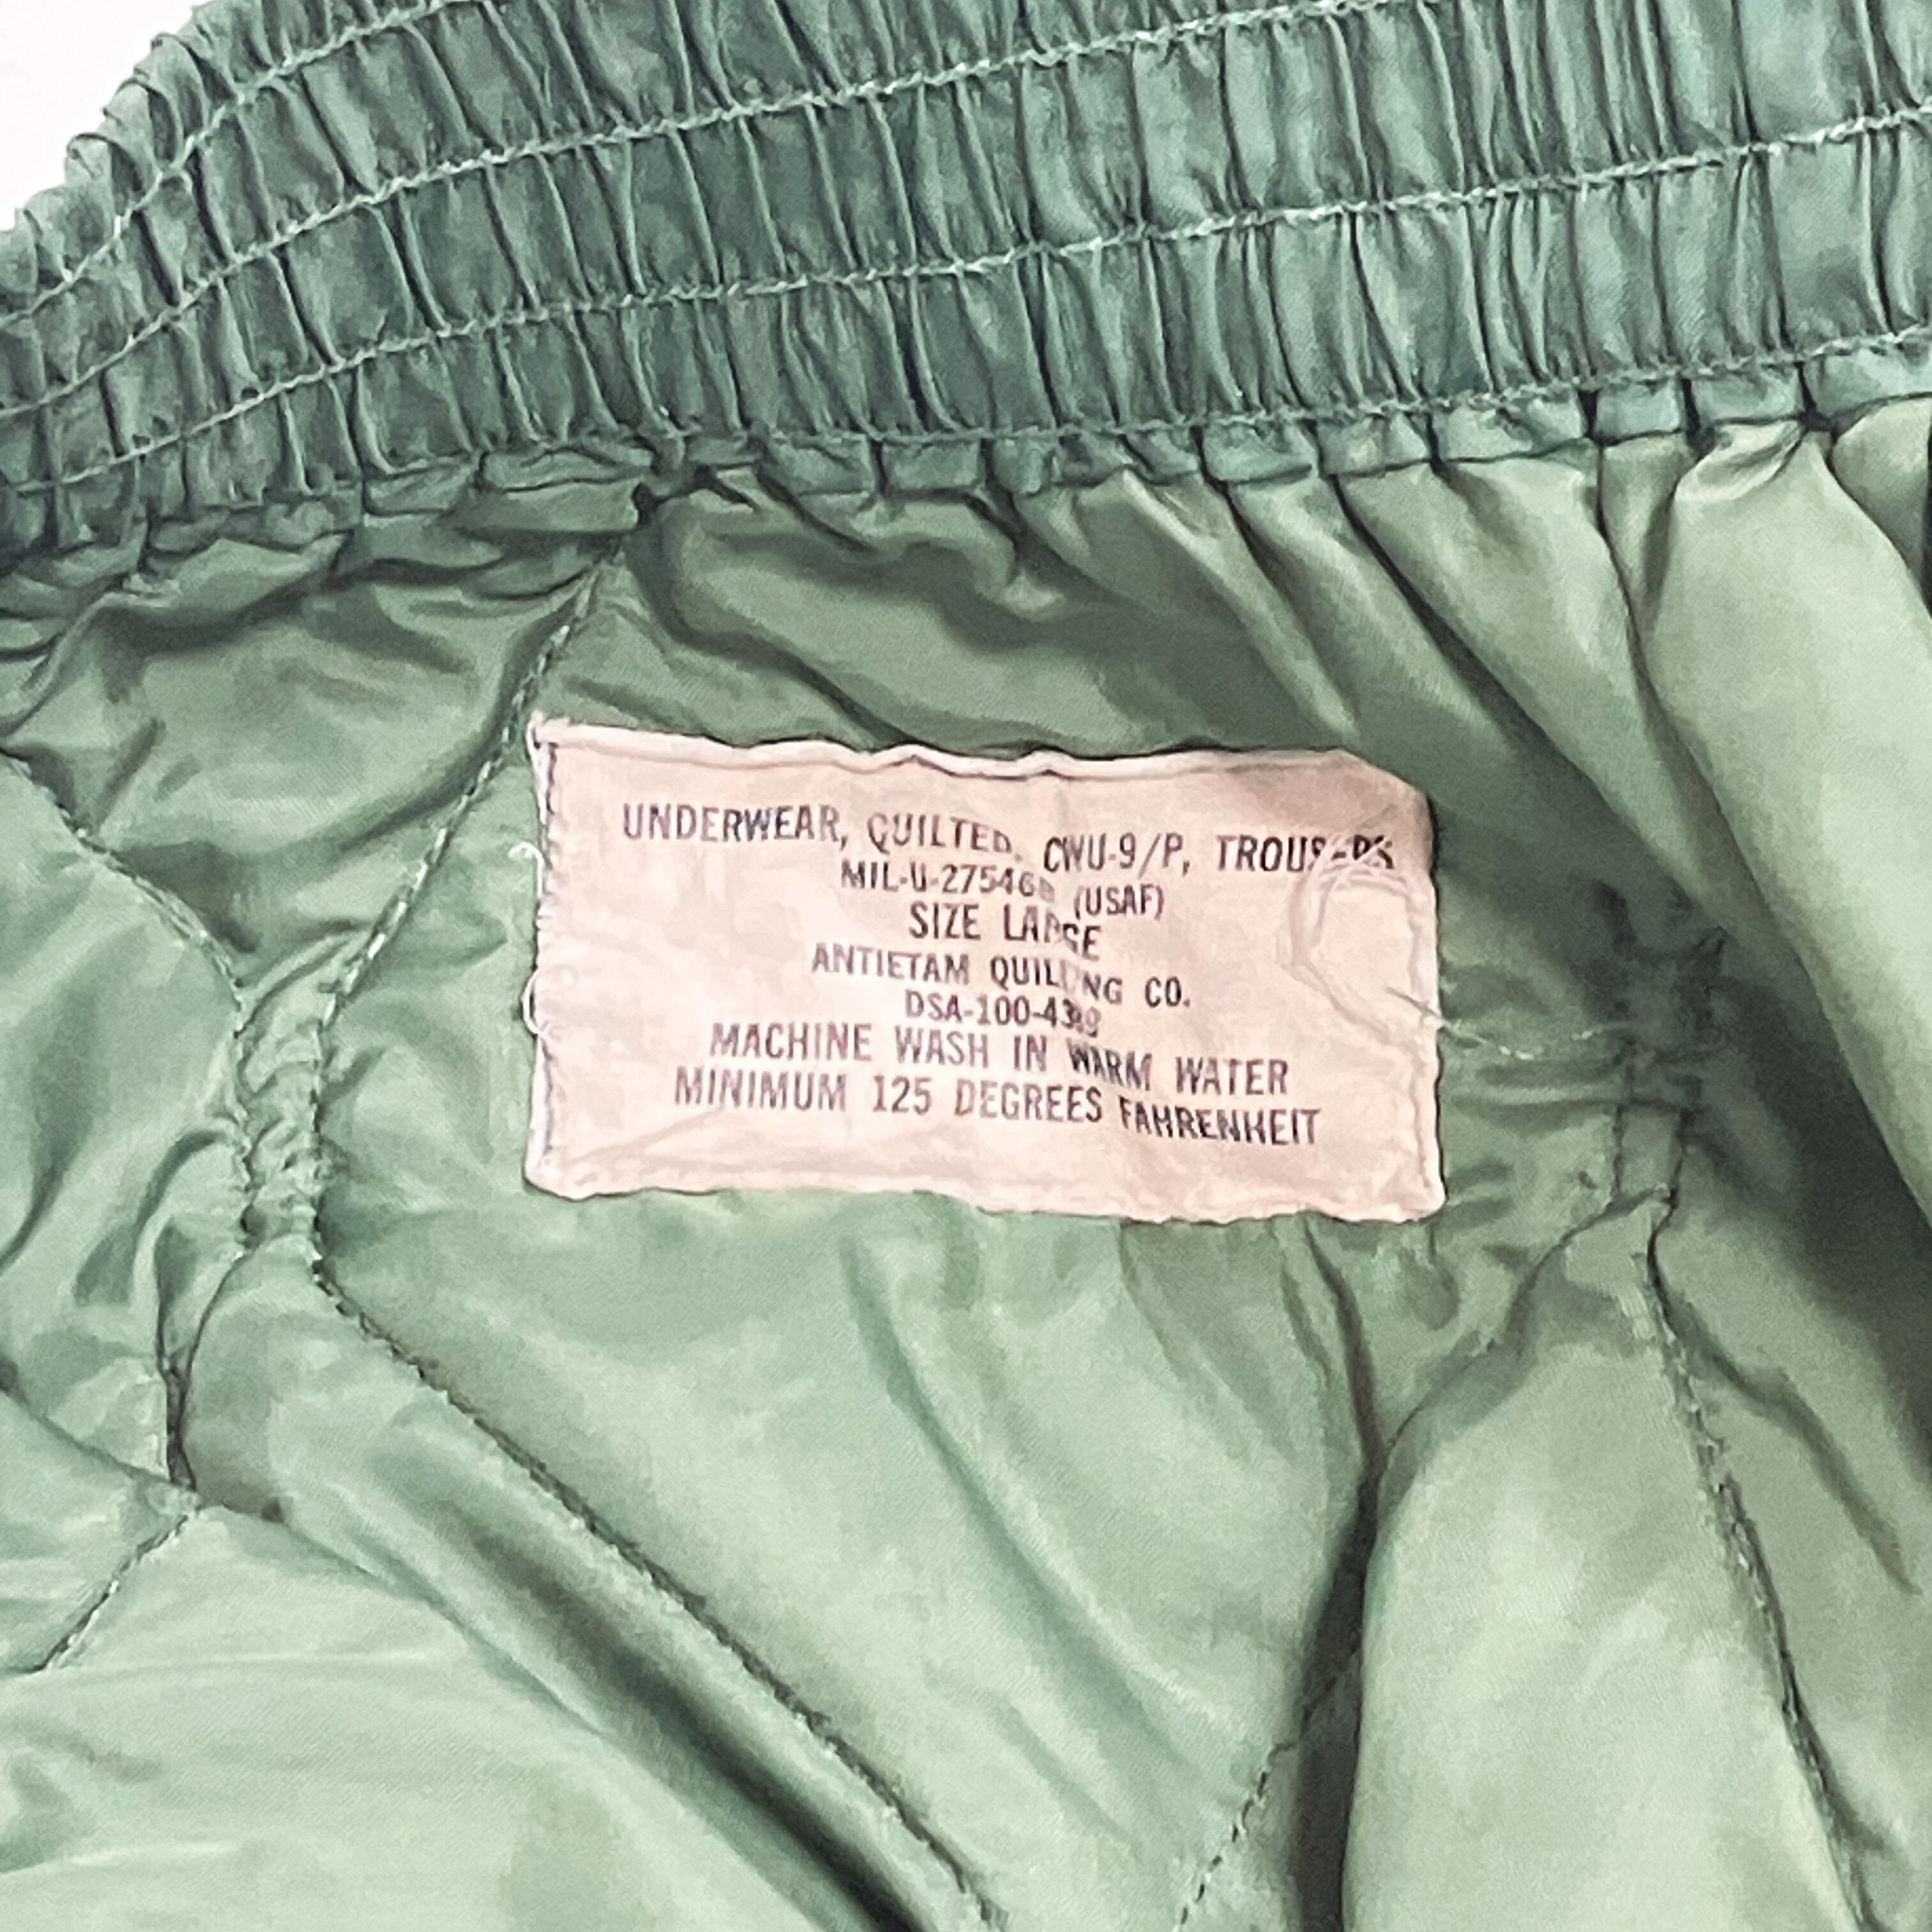 UNDERWEAR, QUILTED, CWU-9/P, TROUSERS
MIL-U-27546B (USAF)
SIZE LARGE
ANTIETAM QUILTING CO.
MACHINE WASH IN WARM WATER
MINIMUM 125 DEGREES FAHRENHEIT